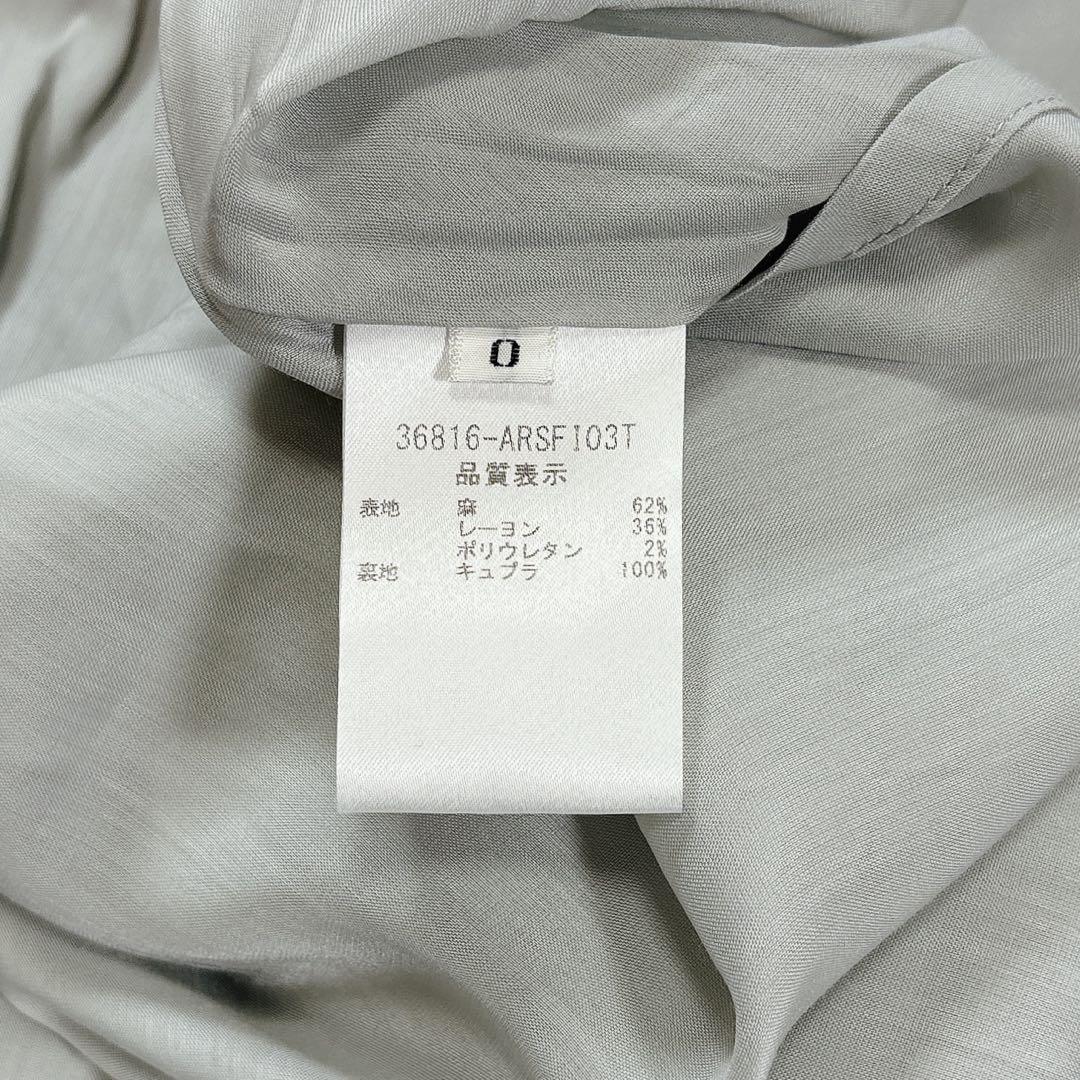 0
36816-ARSFI03T
品質表示
表地 麻 62%
レーヨン 36%
ポリウレタン 2%
裏地 キュプラ 100%